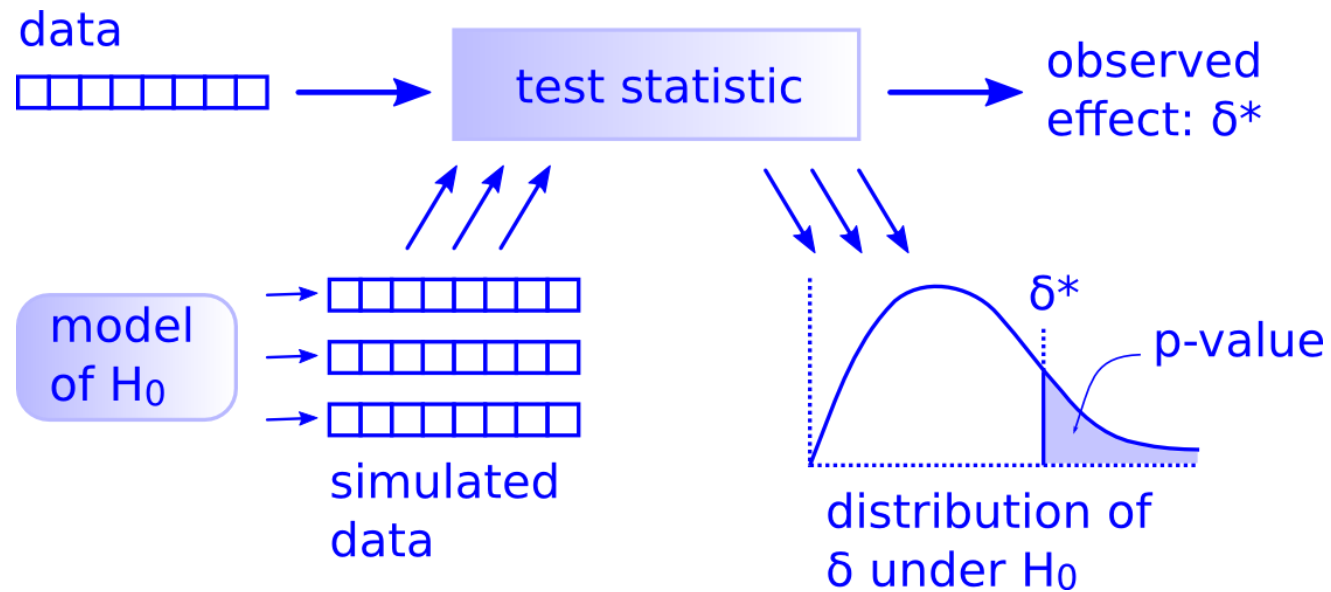 data
test statistic
observed
effect: δ*
model
of H₀
simulated
data
δ*
p-value
distribution of
δ under H₀